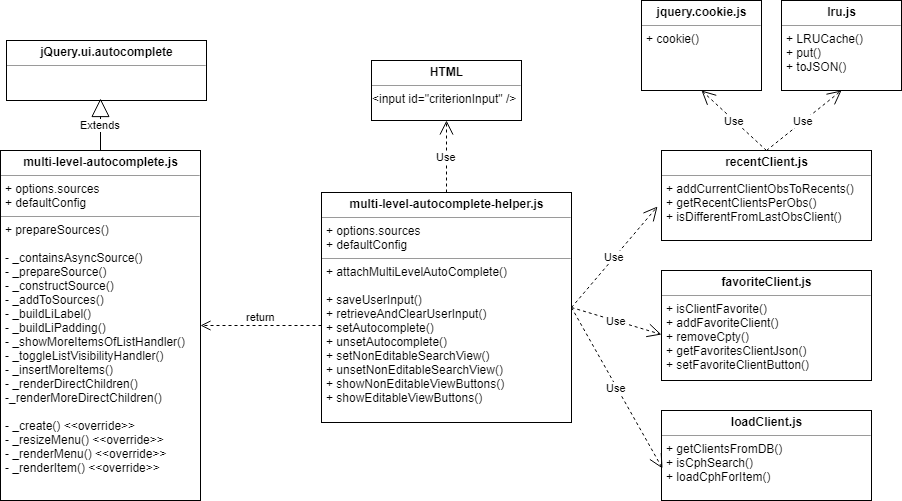 jQuery.ui.autocomplete
Extends
multi-level-autocomplete.js
+ options.sources
+ defaultConfig
+ prepareSources()
- _containsAsyncSource()
- _prepareSource()
- _constructSource()
- _addToSources()
- _buildLiLabel()
- _buildLiPadding()
- _showMoreItemsOfListHandler()
- _toggleListVisibilityHandler()
- _insertMoreItems()
- _renderDirectChildren()
-_renderMoreDirectChildren()
- _create() <<override>>
- _resizeMenu() <<override>>
- _renderMenu() <<override>>
- _renderItem() <<override>>
return
HTML
<input id="criterionInput" />
Use
multi-level-autocomplete-helper.js
+ options.sources
+ defaultConfig
+ attachMultiLevelAutoComplete()
+ saveUserInput()
+ retrieveAndClearUserInput()
+ setAutocomplete()
+ unsetAutocomplete()
+ setNonEditableSearchView()
+ unsetNonEditableSearchView()
+ showNonEditableViewButtons()
+ showEditableViewButtons()
Use
Use
Use
jquery.cookie.js
+ cookie()
lru.js
+ LRUCache()
+ put()
+ toJSON()
Use
Use
recentClient.js
+ addCurrentClientObsToRecents()
+ getRecentClientsPerObs()
+ isDifferentFromLastObsClient()
favoriteClient.js
+ isClientFavorite()
+ addFavoriteClient()
+ removeCpty()
+ getFavoritesClientJson()
+ setFavoriteClientButton()
loadClient.js
+ getClientsFromDB()
+ isCphSearch()
+ loadCphForItem()